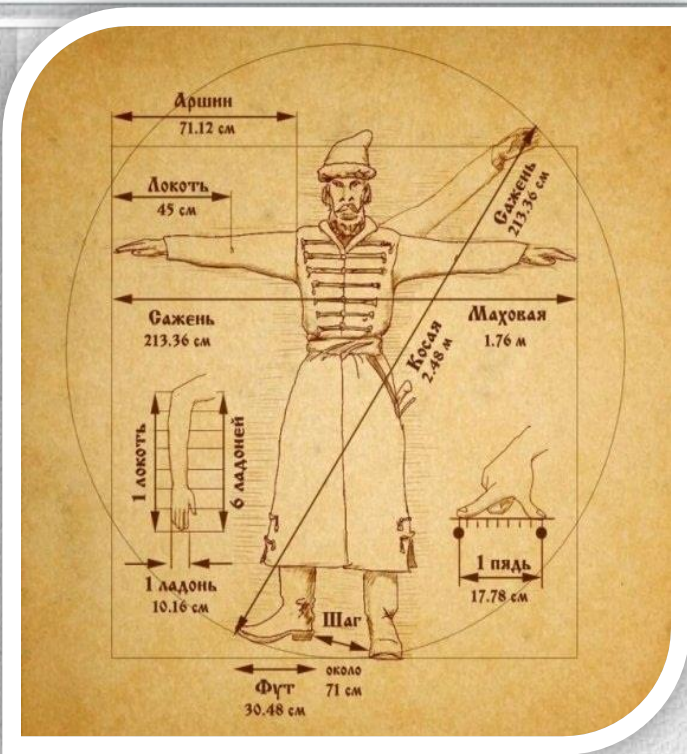 Аршин
71.12 см
Локоть
45 см
Сажень
213.36 см
Сажень
213.36 см
Маховая
1.76 м
Косая
2.48 м
1 локоть
6 ладоней
1 ладонь
10.16 см
1 пядь
17.78 см
Шаг
около
71 см
Фут
30.48 см